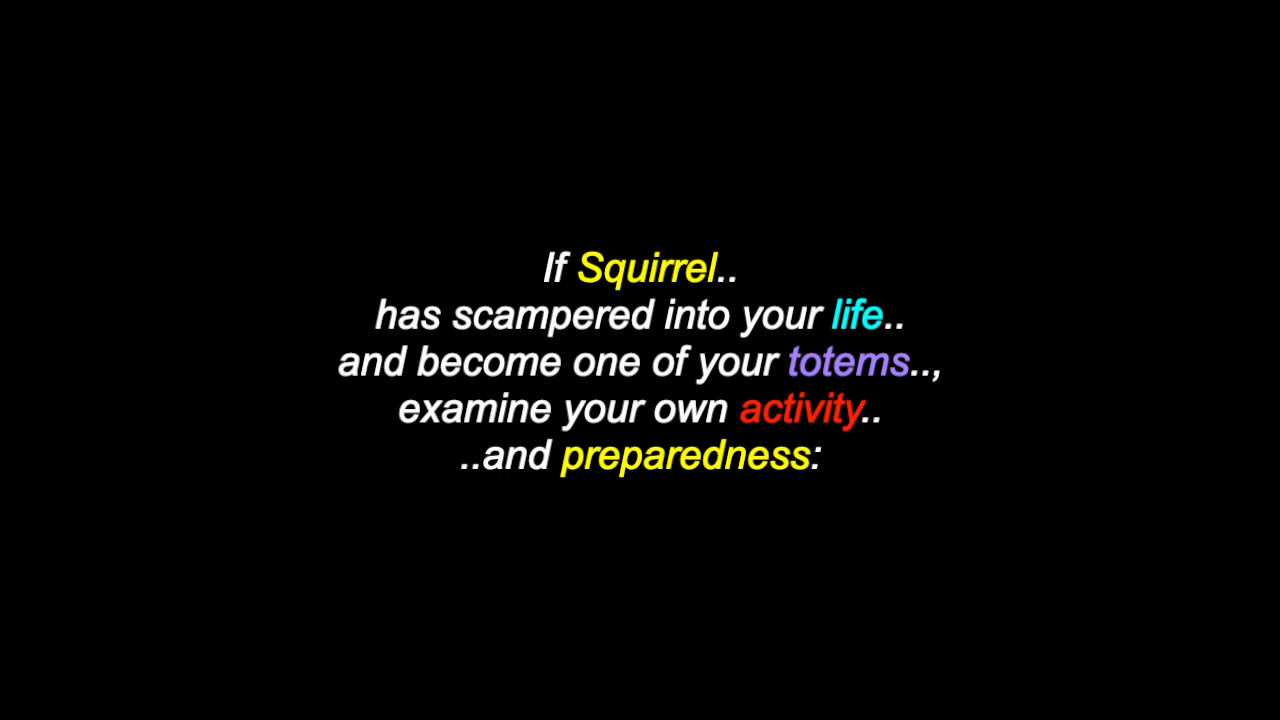 If Squirrel..
has scampered into your life..
and become one of your totems..,
examine your own activity..
..and preparedness: